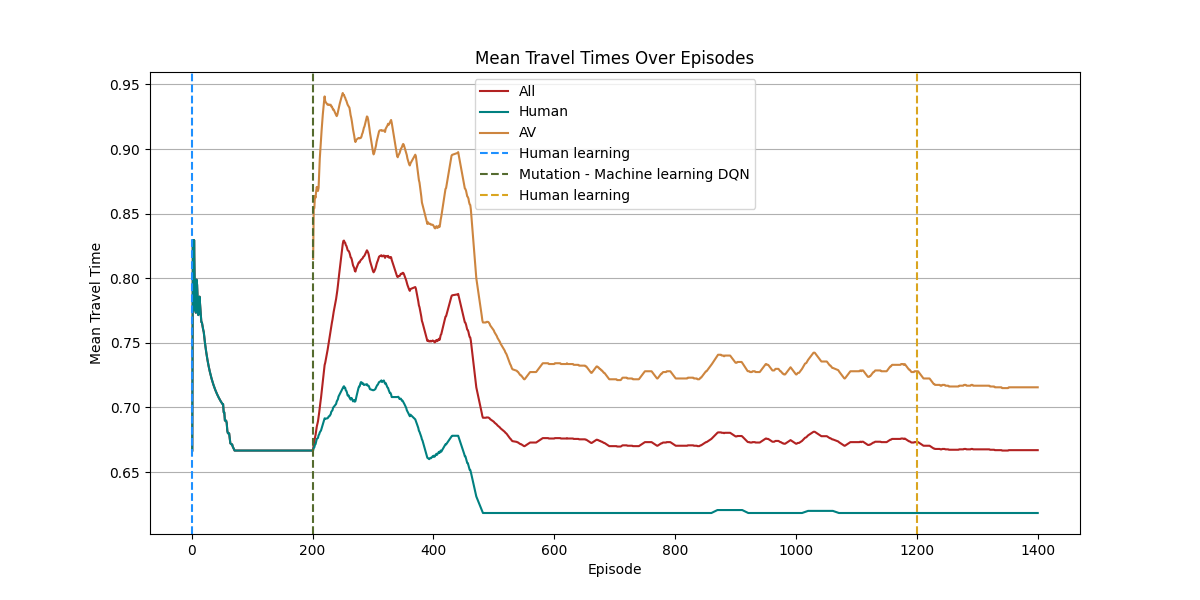 Mean Travel Times Over Episodes
0.95
0.90
0.85
0.80
0.75
0.70
0.65
Mean Travel Time
All
Human
AV
Human learning
Mutation - Machine learning DQN
Human learning
0 200 400 600 800 1000 1200 1400
Episode